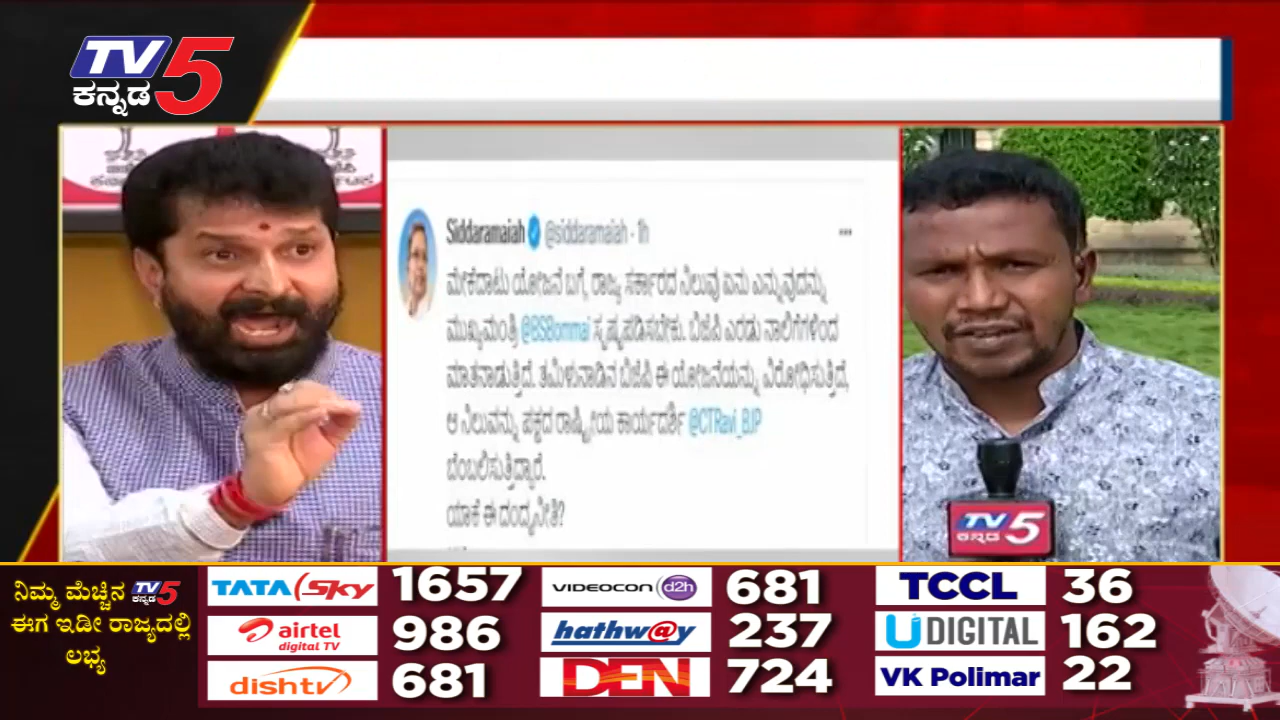 TV5
ಕನ್ನಡ
Siddaramaiah @siddaramaiah · 1h
ಮೇಕೆದಾಟು ಯೋಜನೆ ಬಗ್ಗೆ ರಾಜ್ಯ ಸರ್ಕಾರದ ನಿಲುವು ಏನು ಎನ್ನುವುದನ್ನು
ಮುಖ್ಯಮಂತ್ರಿ @BSBommai ಸ್ಪಷ್ಟಪಡಿಸಬೇಕು. ಬಿಜೆಪಿ ಎರಡು ನಾಲಿಗೆಗಳಿಂದ
ಮಾತನಾಡುತ್ತಿದೆ. ತಮಿಳುನಾಡಿನ ಬಿಜೆಪಿ ಈ ಯೋಜನೆಯನ್ನು ವಿರೋಧಿಸುತ್ತಿದೆ,
ಆ ನಿಲುವನ್ನು ಪಕ್ಷದ ರಾಷ್ಟ್ರೀಯ ಕಾರ್ಯದರ್ಶಿ @CTRavi_BJP
ಬೆಂಬಲಿಸುತ್ತಿದ್ದಾರೆ.
ಯಾಕೆ ಈ ದಂದ್ವನೀತಿ?
TV5
ಕನ್ನಡ
ನಿಮ್ಮ ಮೆಚ್ಚಿನ TV5 ಕನ್ನಡ
ಈಗ ಇಡೀ ರಾಜ್ಯದಲ್ಲಿ
ಲಭ್ಯ
TATA Sky 1657
airtel digital TV 986
dishtv 681
VIDEOCON d2h 681
hathw@y 237
DEN 724
TCCL 36
U DIGITAL 162
VK Polimar 22